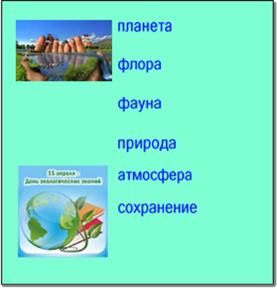 планета
флора
фауна
природа
15 апреля -
День экологических знаний
атмосфера
сохранение